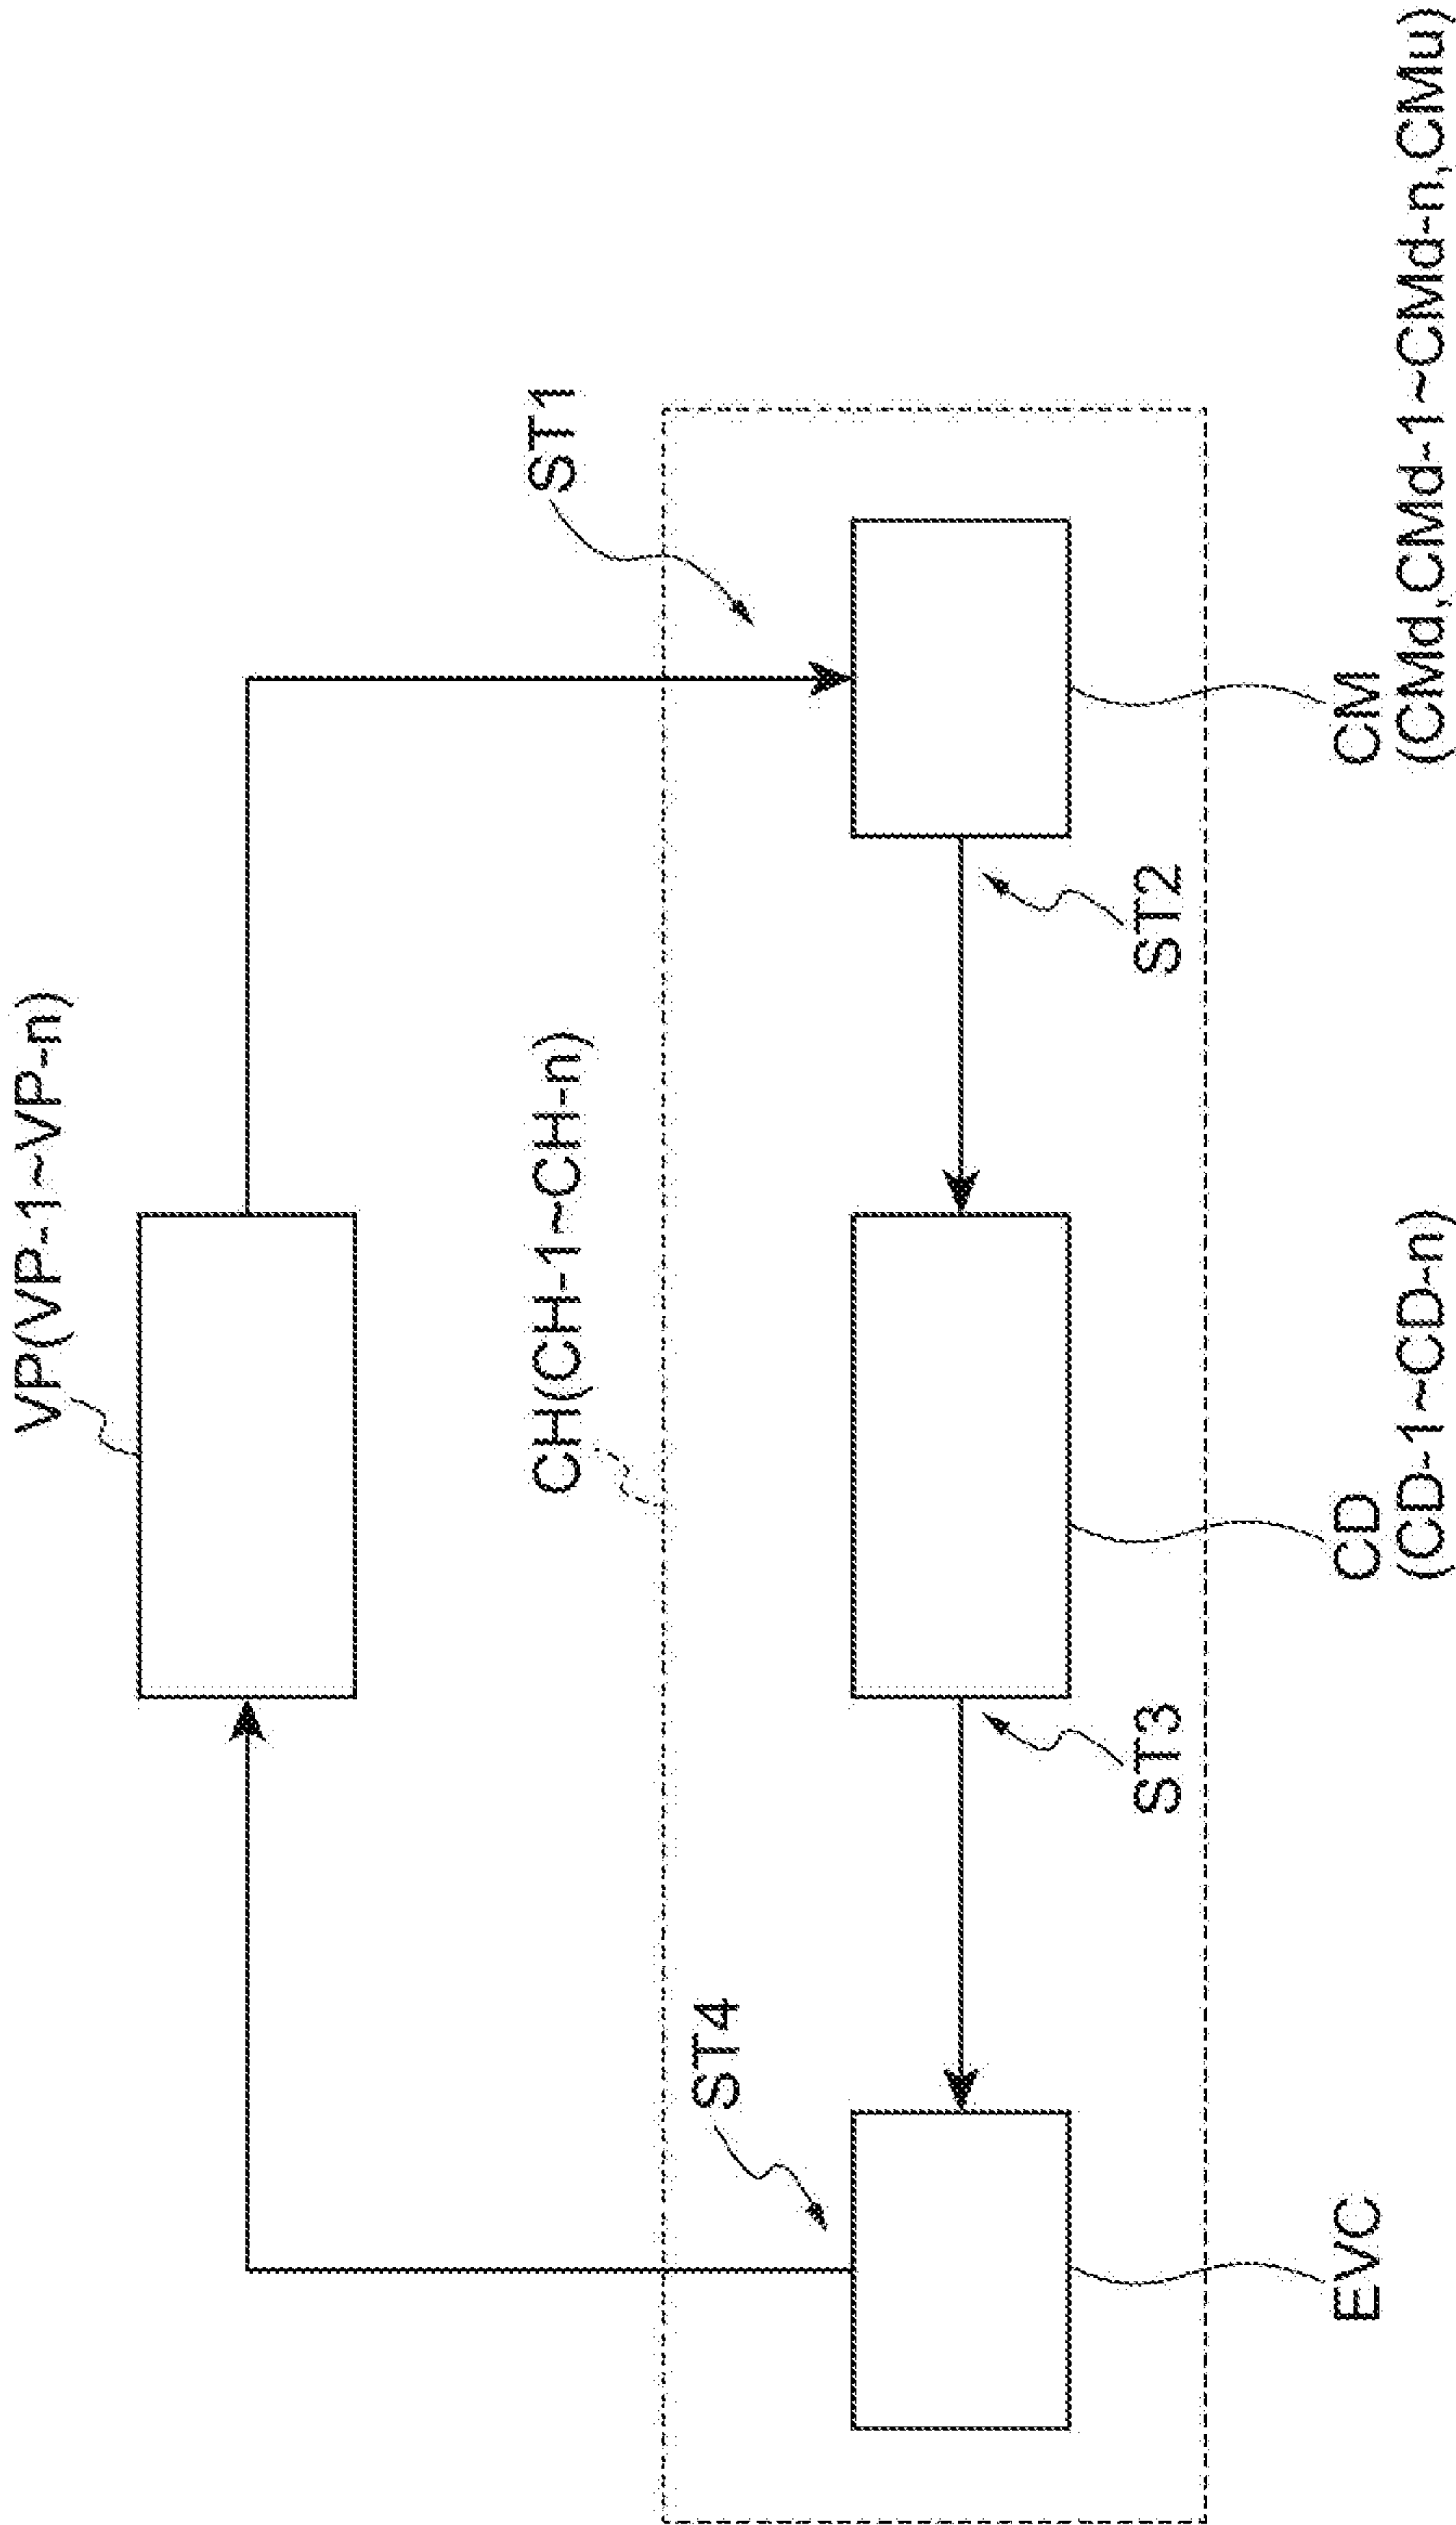 VP(VP-1~VP-n)
CH(CH-1~CH-n)
ST1
ST4
ST3
ST2
EVC
CD
(CD-1~CD-n)
CM
(CMd,CMd-1~CMd-n,CMu)